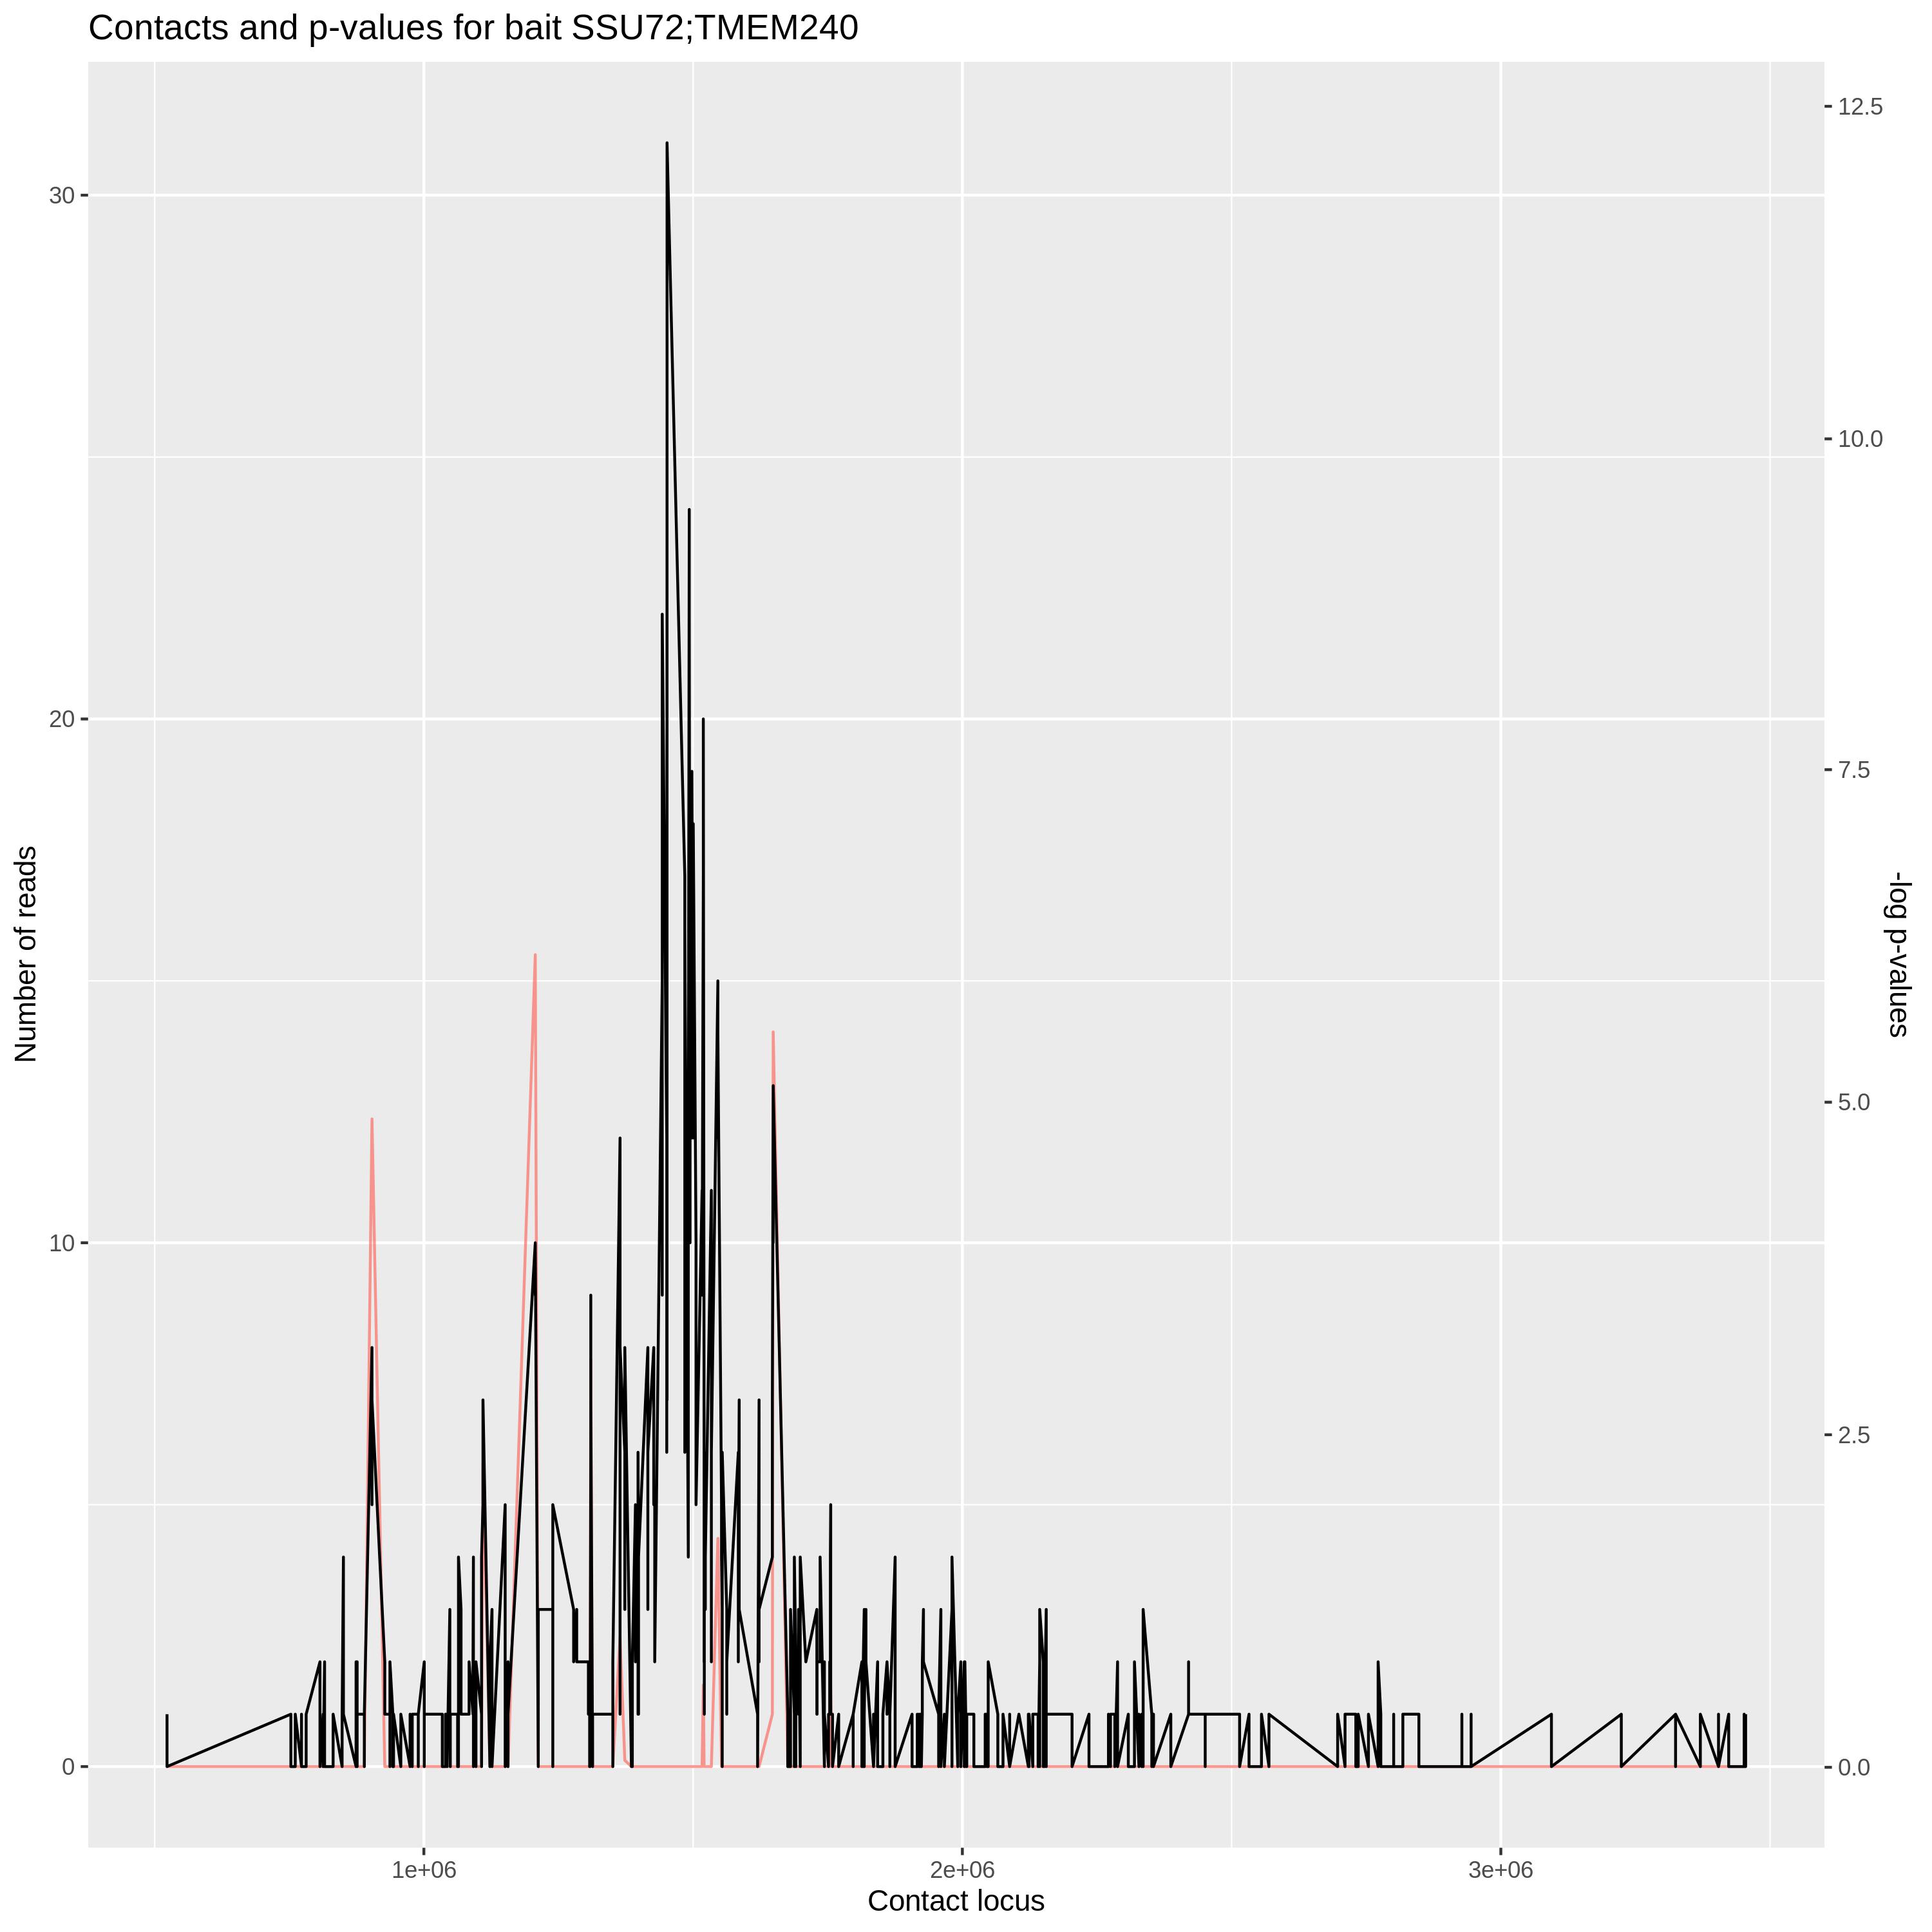 Contacts and p-values for bait SSU72;TMEM240
30
20
10
0
Number of reads
12.5
10.0
7.5
5.0
2.5
0.0
-log p-values
1e+06
2e+06
3e+06
Contact locus